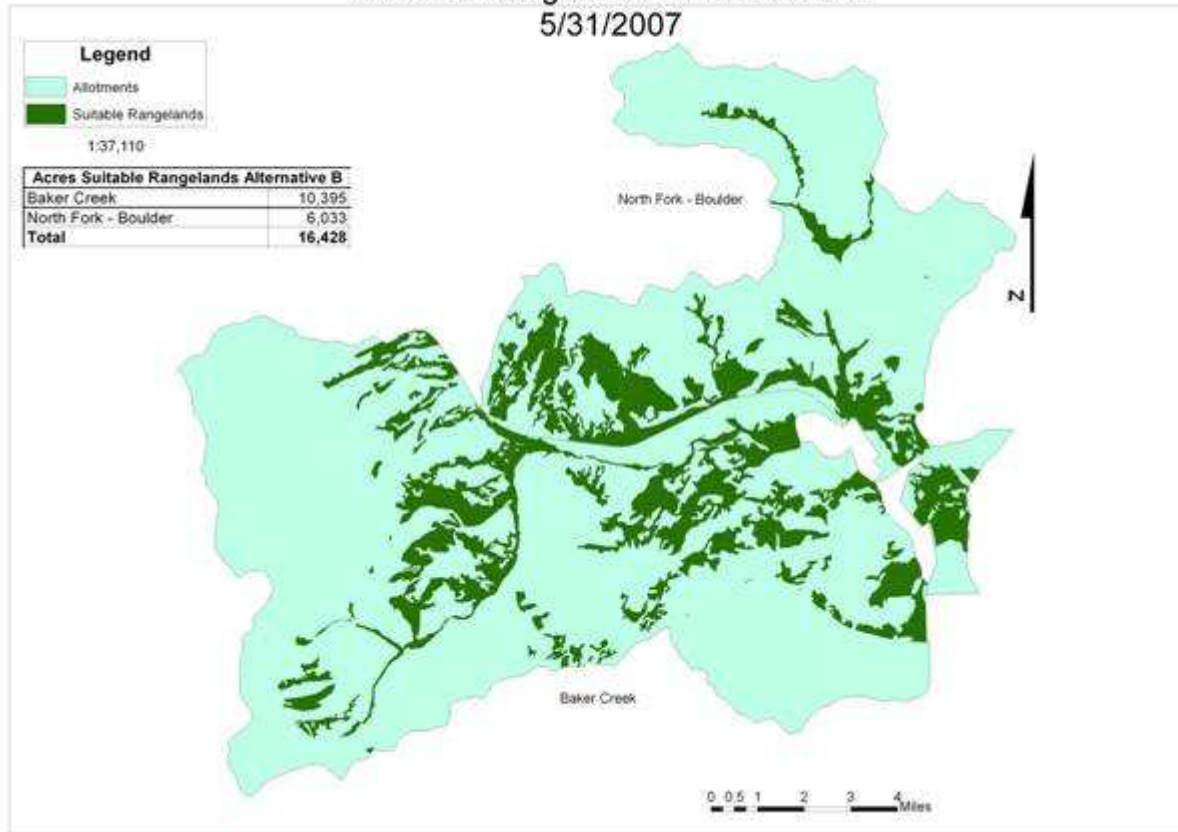 5/31/2007
Legend
Allotments
Suitable Rangelands
1:37,110
Acres Suitable Rangelands Alternative B
Baker Creek 10,395
North Fork - Boulder 6,033
Total 16,428
North Fork - Boulder
N
Baker Creek
0 0.5 1 2 3 4
Miles